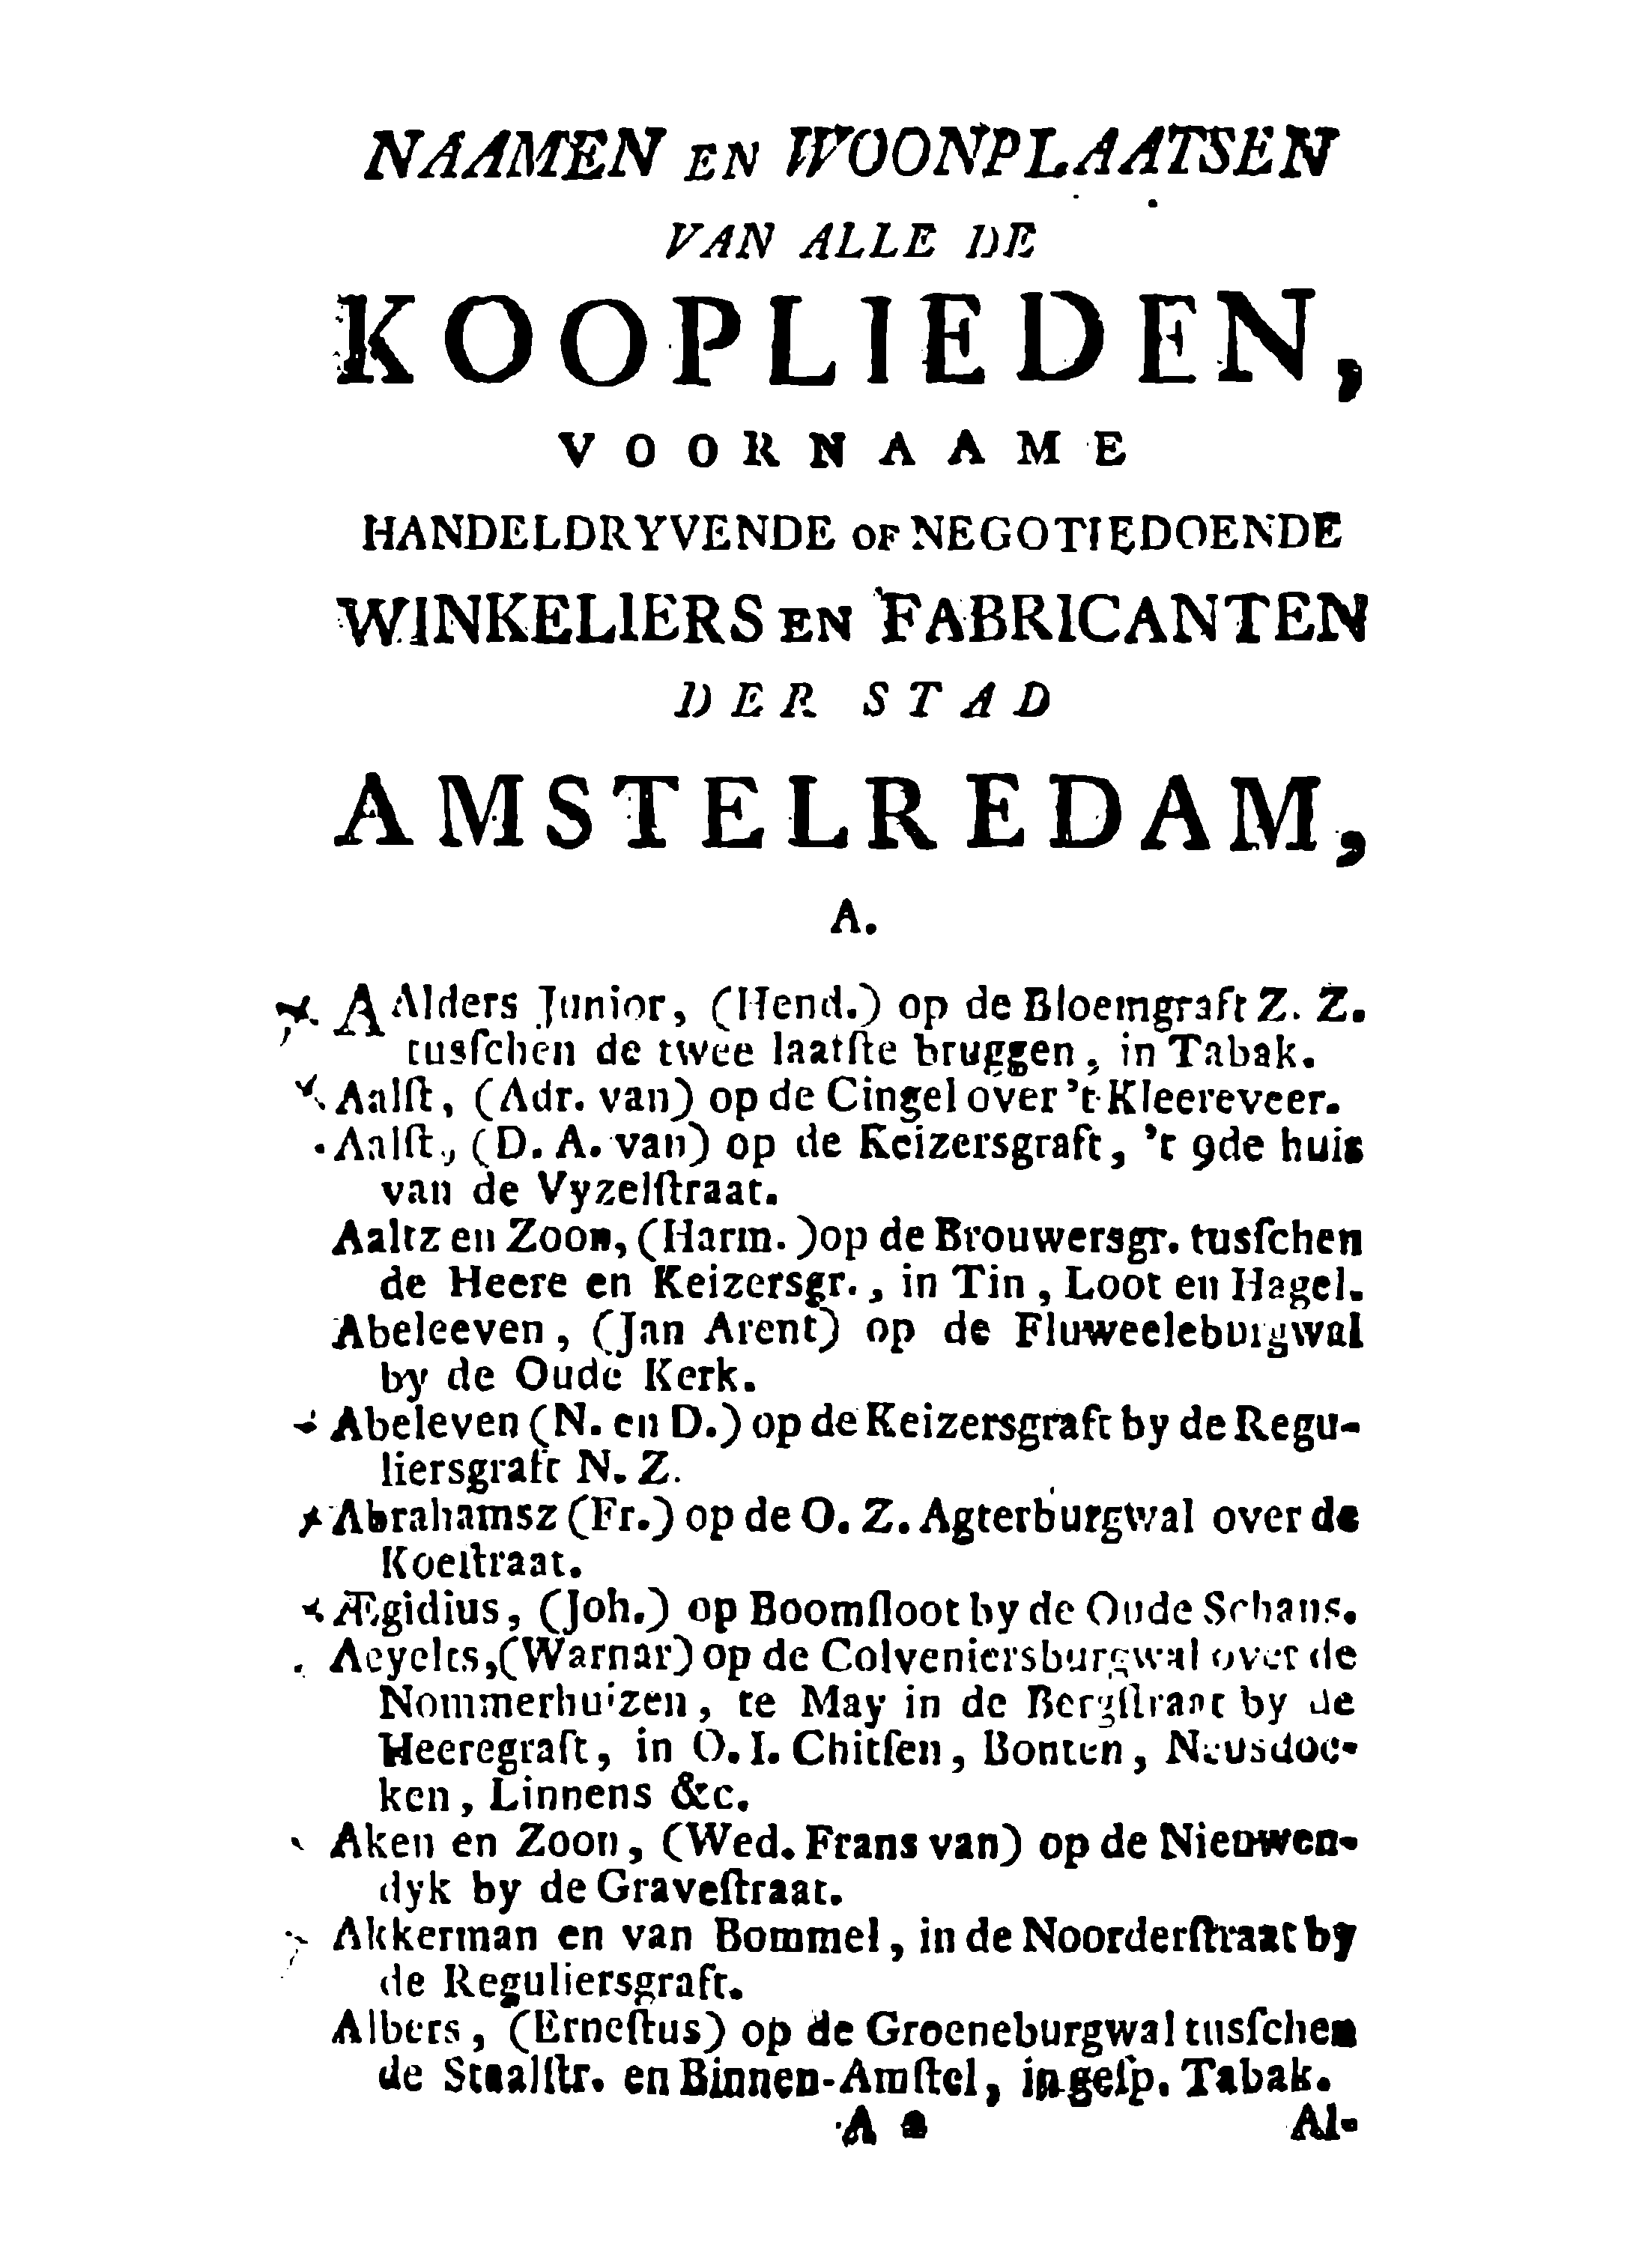 NAAMEN EN WOONPLAATSEN
VAN ALLE DE
KOOPLIEDEN,
VOORNAAME
HANDELDRYVENDE OF NEGOTIEDOENDE
WINKELIERS EN FABRICANTEN
DER STAD
AMSTELREDAM,
A.
AAlders Junior, (Hend.) op de Bloemgraft Z. Z.
tusſchen de twee laatſte bruggen, in Tabak.
Aalſt, (Adr. van) op de Cingel over 't Kleereveer.
Aalſt, (D. A. van) op de Keizersgraft, 't 9de huis
van de Vyzelſtraat.
Aaltz en Zoon, (Harm.) op de Brouwersgr. tusſchen
de Heere en Keizersgr., in Tin, Loot en Hagel.
Abeleeven, (Jan Arent) op de Fluweeleburgwal
by de Oude Kerk.
Abeleven (N. en D.) op de Keizersgraft by de Regu-
liersgraft N. Z.
Abrahamsz (Fr.) op de O. Z. Agterburgwal over de
Koeſtraat.
Ægidius, (Joh.) op Boomſloot by de Oude Schans.
Aeyelts, (Warnar) op de Colveniersburgwal over de
Nommerhuizen, te May in de Bergſtraat by de
Heeregraft, in O. I. Chitſen, Bonten, Neusdoe-
ken, Linnens &c.
Aken en Zoon, (Wed. Frans van) op de Nieuwen-
dyk by de Graveſtraat.
Akkerman en van Bommel, in de Noorderſtraat by
de Reguliersgraft.
Albers, (Erneſtus) op de Groeneburgwal tusſchen
de Staalſtr. en Binnen-Amſtel, in geſp. Tabak.
A Al-